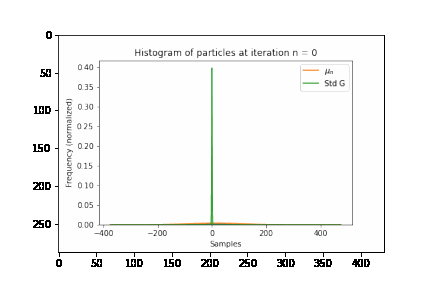 Histogram of particles at iteration n = 0
0
50
100
150
200
250
Frequency (normalized)
0.40
0.35
0.30
0.25
0.20
0.15
0.10
0.05
0.00
μₙ
Std G
−400 −200 0 200 400
Samples
0 50 100 150 200 250 300 350 400